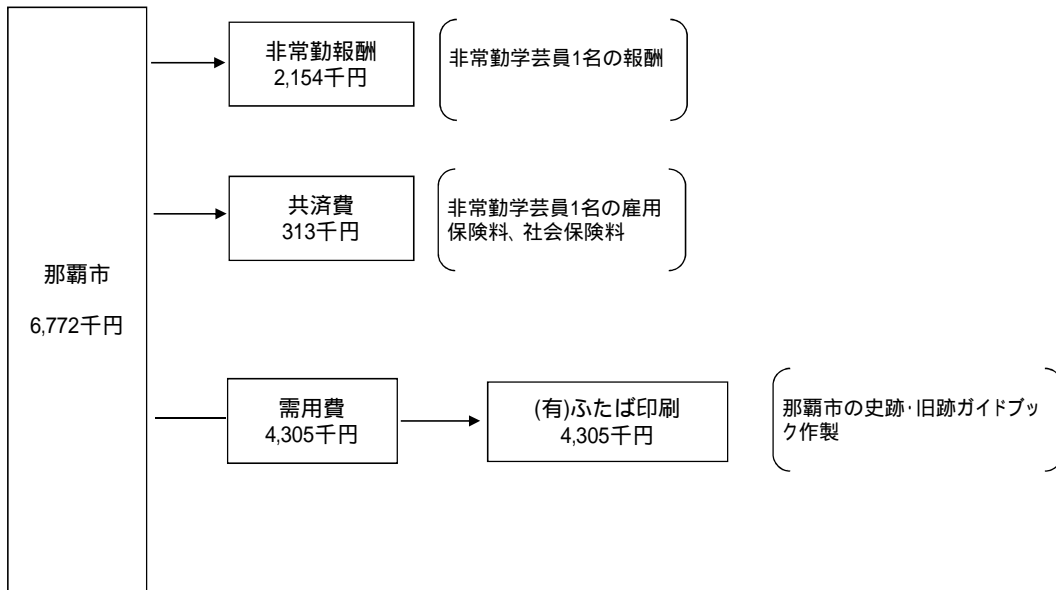 非常勤報酬
2,154千円
非常勤学芸員1名の報酬
共済費
313千円
非常勤学芸員1名の雇用
保険料、社会保険料
那覇市
6,772千円
需用費
4,305千円
(有)ふたば印刷
4,305千円
那覇市の史跡・旧跡ガイドブッ
ク作製